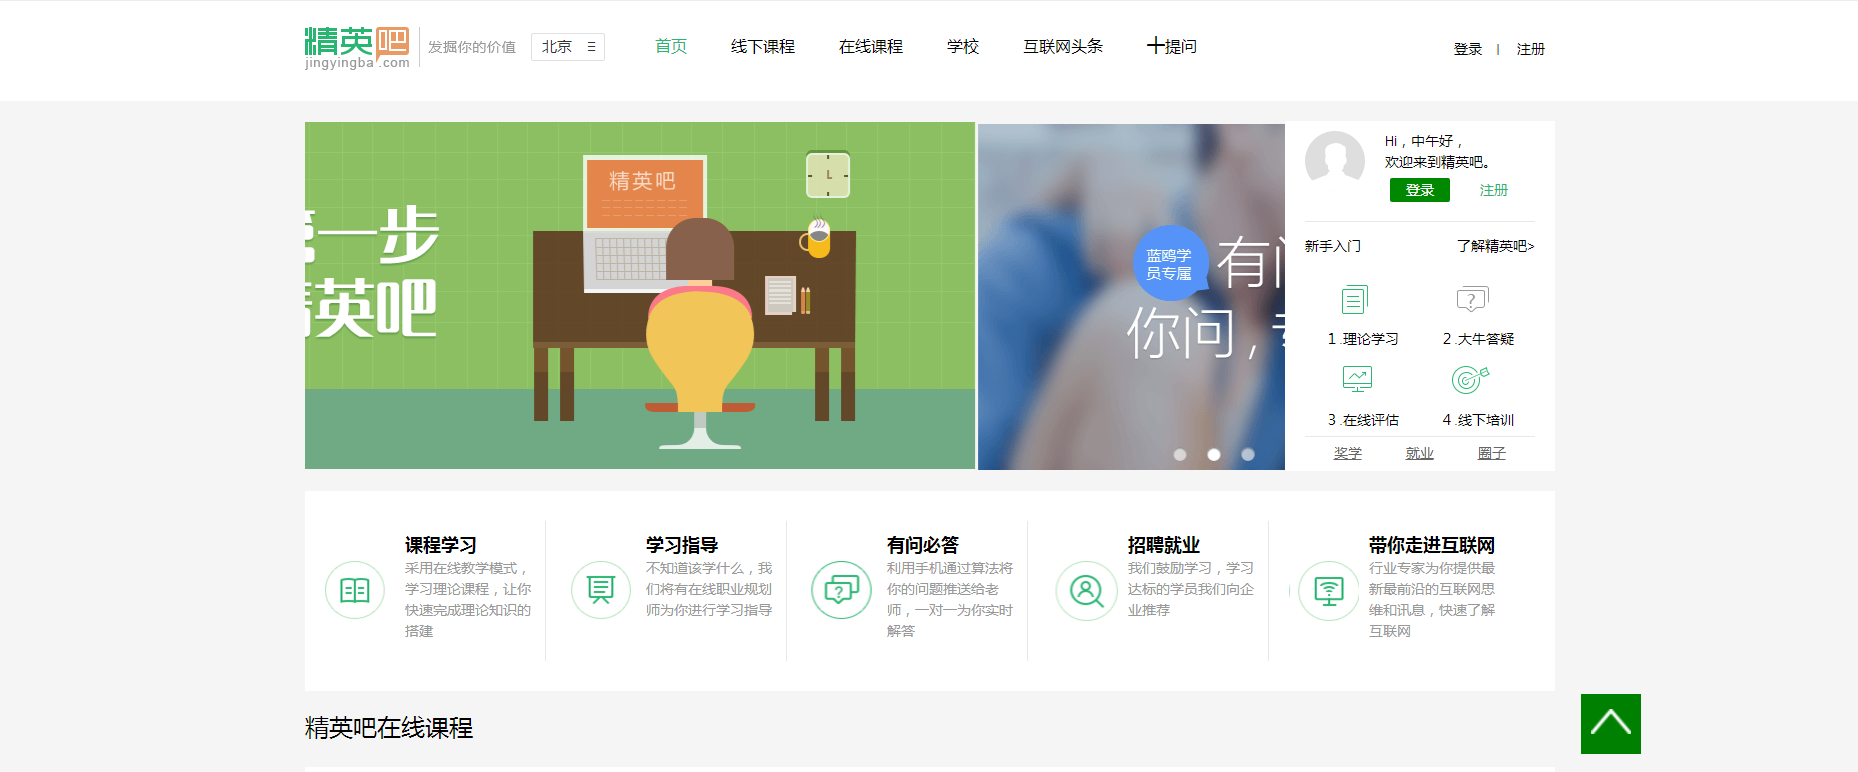 精英吧
jingyingba.com
发掘你的价值
北京
首页
线下课程
在线课程
学校
互联网头条
十提问
登录 | 注册
一步
英吧
精英吧
蓝鸥学
员专属
有问
你问，
Hi，中午好，
欢迎来到精英吧。
登录
注册
新手入门
了解精英吧>
1 .理论学习
2 .大牛答疑
3 .在线评估
4 .线下培训
奖学
就业
圈子
课程学习
采用在线教学模式，
学习理论课程，让你
快速完成理论知识的
搭建
学习指导
不知道该学什么，我
们将有在线职业规划
师为你进行学习指导
有问必答
利用手机通过算法将
你的问题推送给老
师，一对一为你实时
解答
招聘就业
我们鼓励学习，学习
达标的学员我们向企
业推荐
带你走进互联网
行业专家为你提供最
新最前沿的互联网思
维和讯息，快速了解
互联网
精英吧在线课程